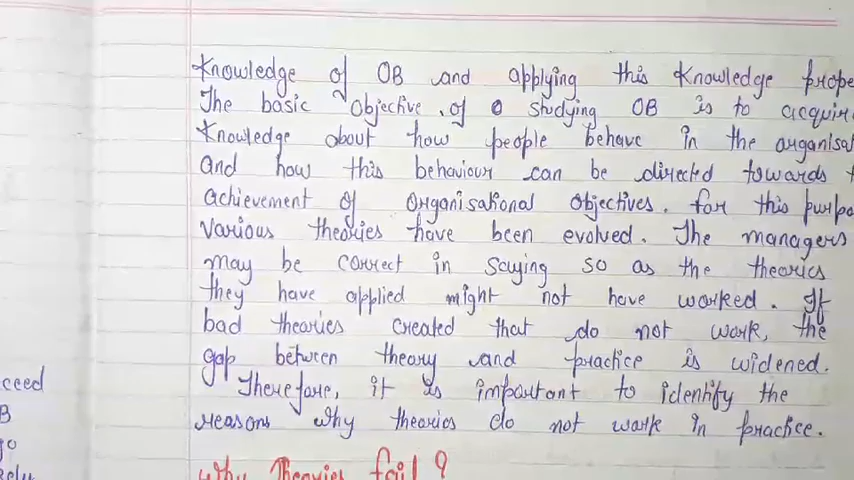 Knowledge of OB and applying this Knowledge prope
The basic Objective of studying OB is to acquir
Knowledge about how people behave in the organisat
and how this behaviour can be directed towards t
achievement of Organisational Objectives. For this purpo
various theories have been evolved. The managers
may be correct in saying so as the theories
they have applied might not have worked. If
bad theories created that do not work, the
gap between theory and practice is widened.
Therefore, it is important to identify the
reasons why theories do not work in practice.
Why Theories fail ?
ceed
B
rely